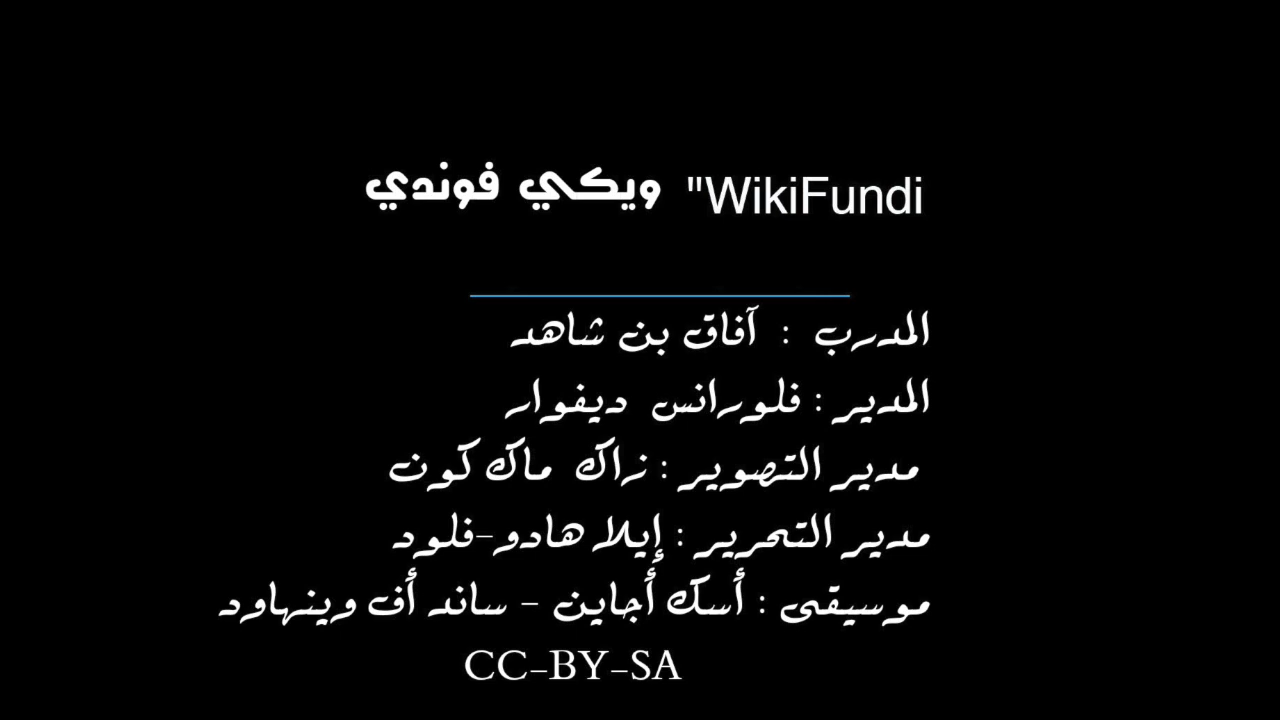 "WikiFundi ويكي فوندي
المدرب : آفاق بن شاهد
المدير : فلورانس ديفوار
مدير التصوير : زاك ماك كون
مدير التحرير : إيلا هادو-فلود
موسيقى : أسك أجاين - ساند أف وينهاود
CC-BY-SA